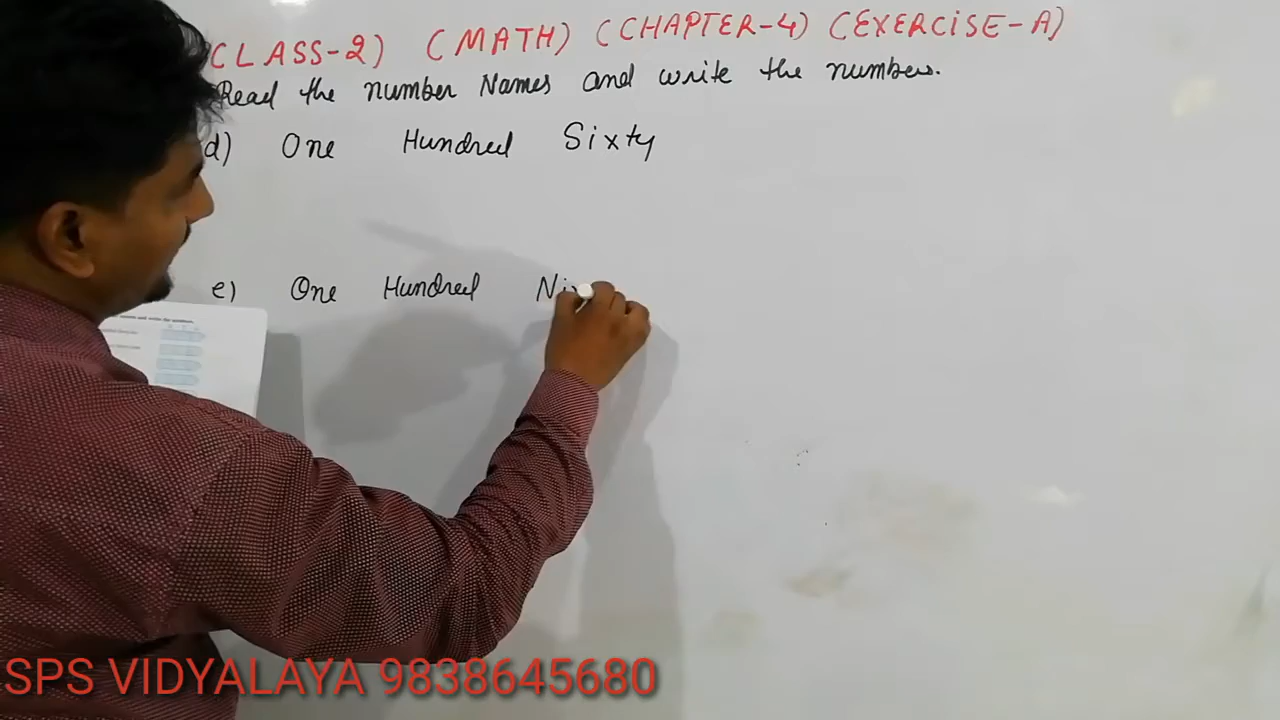 CLASS-2) (MATH) (CHAPTER-4) (EXERCISE-A)
Read the number Names and write the numbers.
d) One Hundred Sixty
e) One Hundred
SPS VIDYALAYA 9838645680